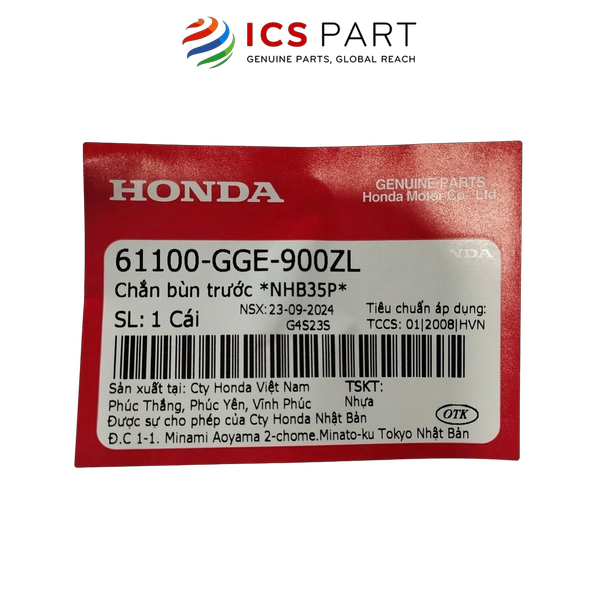 ICS PART
GENUINE PARTS, GLOBAL REACH
HONDA
GENUINE PARTS
Honda Motor Co., Ltd.
HONDA
61100-GGE-900ZL
Chắn bùn trước *NHB35P*
SL: 1 Cái
NSX: 23-09-2024
G4S23S
Tiêu chuẩn áp dụng:
TCCS: 01|2008|HVN
Sản xuất tại: Cty Honda Việt Nam
Phúc Thắng, Phúc Yên, Vĩnh Phúc
TSKT:
Nhựa
Được sự cho phép của Cty Honda Nhật Bản
Đ.C 1-1. Minami Aoyama 2-chome.Minato-ku Tokyo Nhật Bản
OTK